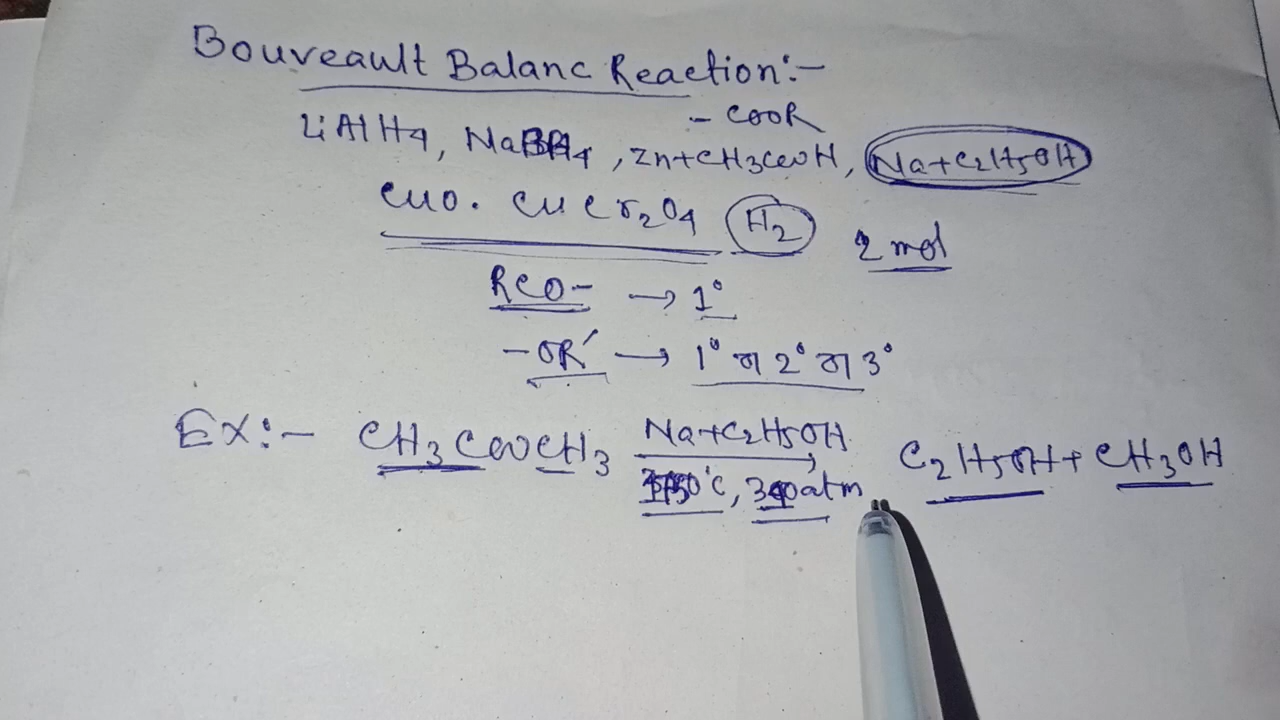 Bouveault Balanc Reaction:-
- COOR
LiAlH4, NaBH4, Zn+CH3COOH, Na+C2H5OH
CuO. CuCr2O4 H2 2 mol
RCO- → 1°
-OR' → 1° বা 2° বা 3°
Ex:- CH3COOCH3 Na+C2H5OH C2H5OH + CH3OH
°C, atm